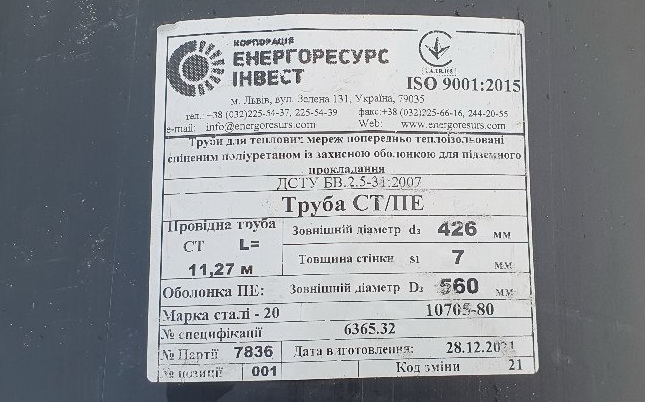 КОРПОРАЦІЯ
ЕНЕРГОРЕСУРС
ІНВЕСТ
ISO 9001:2015
м. Львів, вул. Зелена 131, Україна, 79035
тел.: +38 (032)225-54-37, 225-54-39 факс:+38 (032)225-66-16, 244-20-55
e-mail: info@energoresurs.com Web: www.energoresurs.com
Труби для теплових мереж попередньо теплоізольовані
спіненим поліуретаном із захисною оболонкою для підземного
прокладання
ДСТУ БВ.2.5-31:2007
Труба СТ/ПЕ
Провідна труба
СТ L=
11,27 м
Зовнішній діаметр d₃ 426 мм
Товщина стінки s1 7 мм
Оболонка ПЕ: Зовнішній діаметр D₃ 560 мм
Марка сталі - 20 10705-80
№ специфікації 6365.32
№ Партії 7836 Дата виготовлення: 28.12.2021
№ позиції 001 Код зміни 21